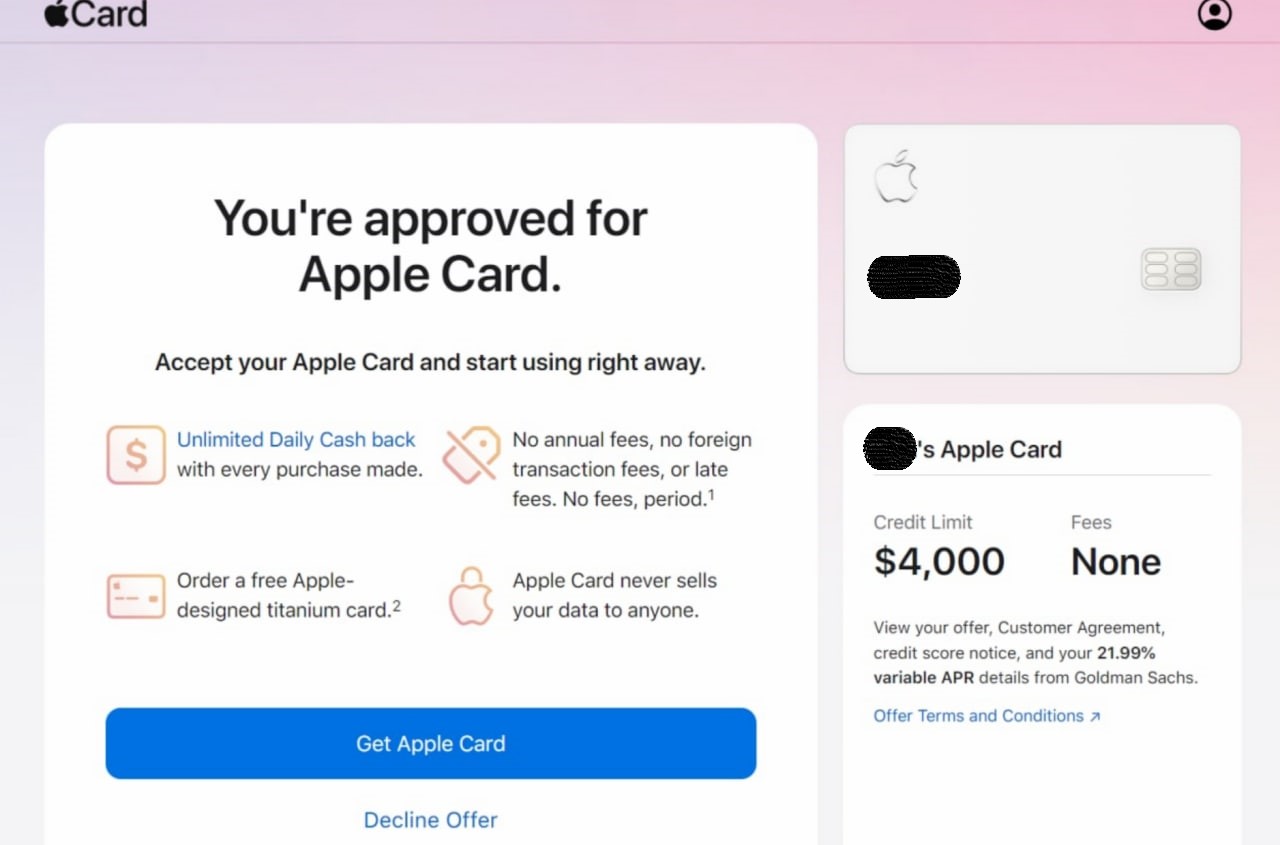 Card
You're approved for
Apple Card.
Accept your Apple Card and start using right away.
$
Unlimited Daily Cash back
with every purchase made.
No annual fees, no foreign
transaction fees, or late
fees. No fees, period.¹
Order a free Apple-
designed titanium card.²
Apple Card never sells
your data to anyone.
Get Apple Card
Decline Offer
's Apple Card
Credit Limit
Fees
$4,000
None
View your offer, Customer Agreement,
credit score notice, and your 21.99%
variable APR details from Goldman Sachs.
Offer Terms and Conditions ↗